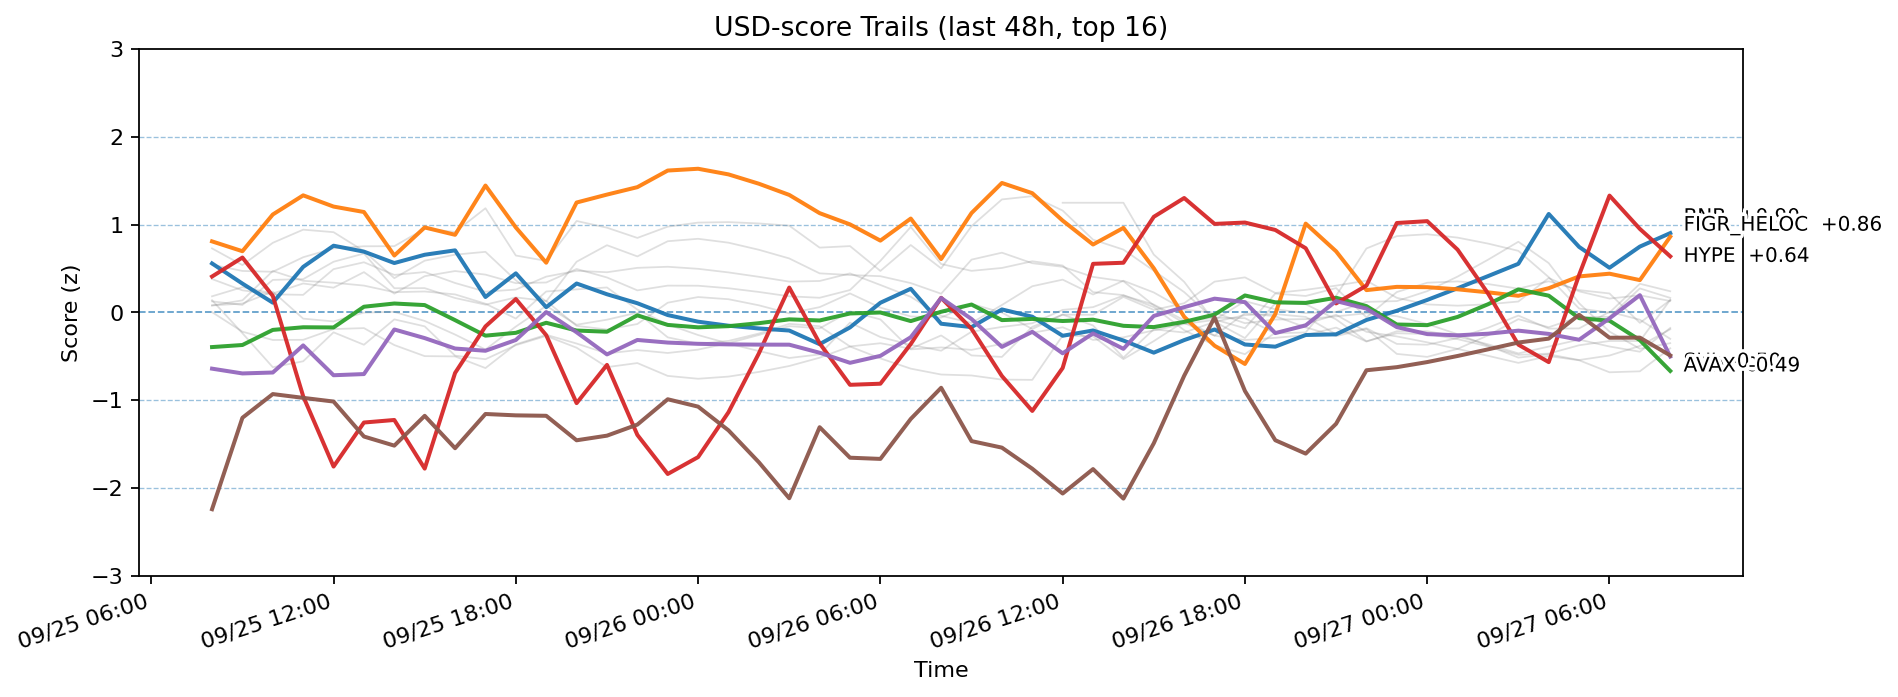 USD-score Trails (last 48h, top 16)
3
2
1
0
−1
−2
−3
Score (z)
FIGR_HELOC +0.86
HYPE +0.64
AVAX -0.49
09/25 06:00
09/25 12:00
09/25 18:00
09/26 00:00
09/26 06:00
09/26 12:00
09/26 18:00
09/27 00:00
09/27 06:00
Time